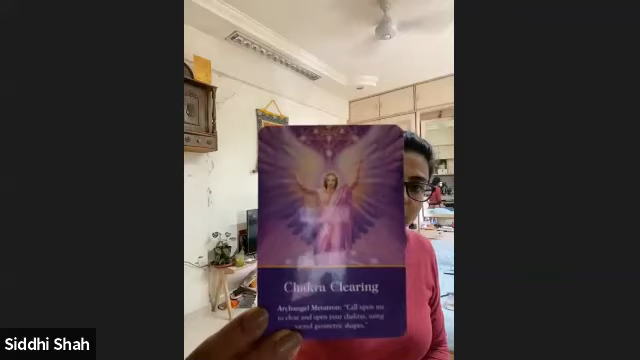 Chakra Clearing
Archangel Metatron: "Call upon me
to clear and open your chakras, using
sacred geometric shapes."
Siddhi Shah